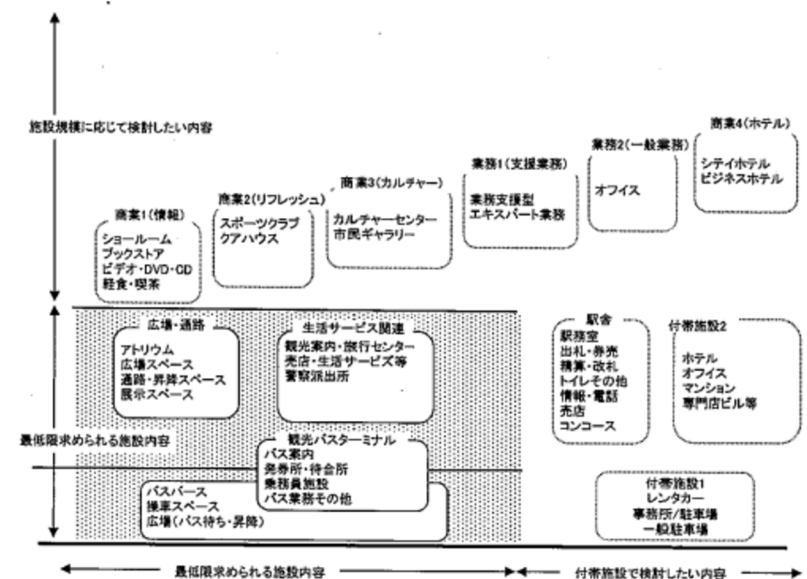 施設規模に応じて検討したい内容
商業1(情報)
ショールーム
ブックストア
ビデオ・DVD・CD
軽食・喫茶
商業2(リフレッシュ)
スポーツクラブ
クアハウス
商業3(カルチャー)
カルチャーセンター
市民ギャラリー
業務1(支援業務)
業務支援型
エキスパート業務
業務2(一般業務)
オフィス
商業4(ホテル)
シテイホテル
ビジネスホテル
最低限求められる施設内容
広場・通路
アトリウム
広場スペース
通路・昇降スペース
展示スペース
生活サービス関連
観光案内・旅行センター
売店・生活サービス等
警察派出所
観光バスターミナル
バス案内
発券所・待合所
乗務員施設
バス業務その他
バスバース
操車スペース
広場(バス待ち・昇降)
駅舎
駅務室
出札・券売
精算・改札
トイレその他
情報・電話
売店
コンコース
付帯施設2
ホテル
オフィス
マンション
専門店ビル等
付帯施設1
レンタカー
事務所/駐車場
一般駐車場
最低限求められる施設内容
付帯施設で検討したい内容